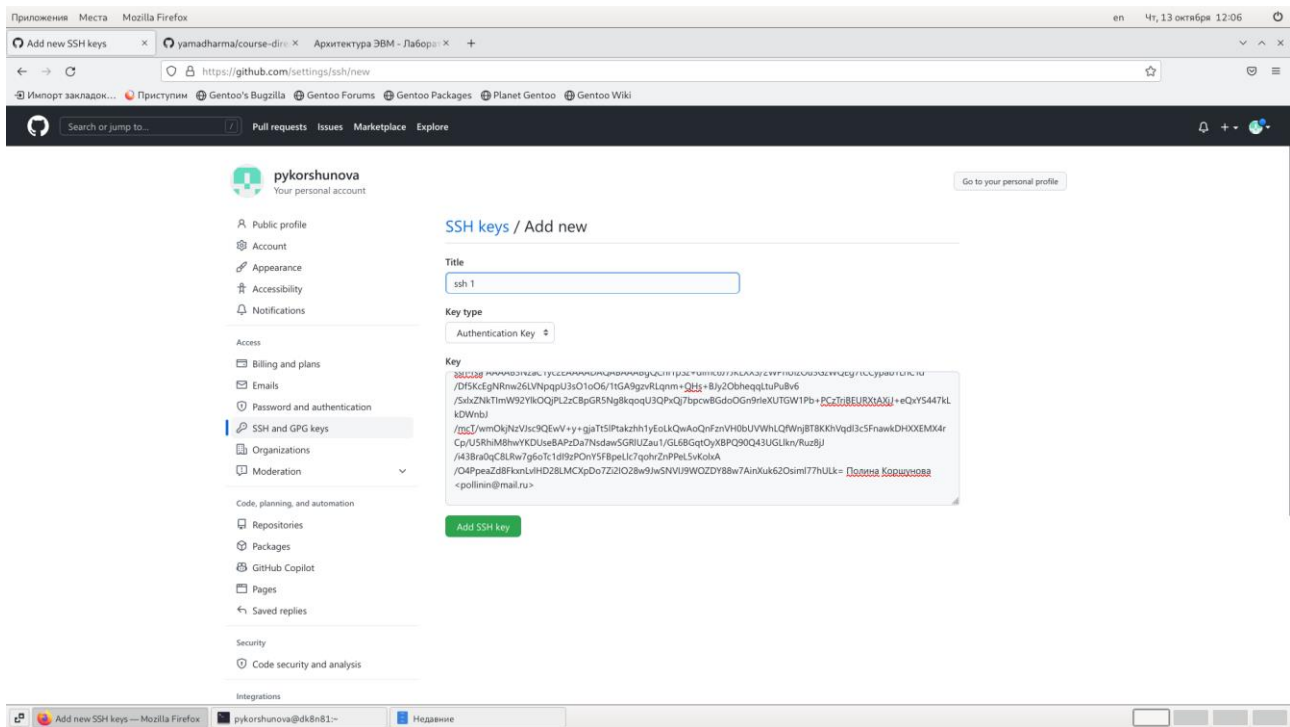 Приложения Места Mozilla Firefox en Чт, 13 октября 12:06
Add new SSH keys yamadharma/course-dire Архитектура ЭВМ - Лаборат
https://github.com/settings/ssh/new
Импорт закладок... Приступим Gentoo's Bugzilla Gentoo Forums Gentoo Packages Planet Gentoo Gentoo Wiki
Search or jump to... / Pull requests Issues Marketplace Explore
pykorshunova
Your personal account
Go to your personal profile
Public profile
Account
Appearance
Accessibility
Notifications
Access
Billing and plans
Emails
Password and authentication
SSH and GPG keys
Organizations
Moderation
Code, planning, and automation
Repositories
Packages
GitHub Copilot
Pages
Saved replies
Security
Code security and analysis
Integrations
SSH keys / Add new
Title
ssh 1
Key type
Authentication Key
Key
/Df5KcEgNRnw26LVNpqpU3sO1oO6/1tGA9gzvRLqnm+QHs+BJy2ObheqqLtuPuBv6
/SxlxZNkTlmW92YlkOQjPL2zCBpGR5Ng8kqoqU3QPxQj7bpcwBGdoOGn9rIeXUTGW1Pb+PCzTriBEURXtAXjJ+eQxYS447kL
kDWnbJ
/mcT/wmOkjNzVJsc9QEwV+y+gjaTt5lPtakzhh1yEoLkQwAoQnFznVH0bUVWhLQfWnjBT8KKhVqdl3c5FnawkDHXXEMX4r
Cp/U5RhiM8hwYKDUseBAPzDa7NsdawSGRlUZau1/GL6BGqtOyXBPQ90Q43UGLlkn/Ruz8jJ
/i43Bra0qC8LRw7g6oTc1dI9zPOnY5FBpeLlc7qohrZnPPeL5vKolxA
/O4PpeaZd8FkxnLvlHD28LMCXpDo7Zi2IO28w9JwSNVlJ9WOZDY88w7AinXuk62Osiml77hULk= Полина Коршунова
<pollinin@mail.ru>
Add SSH key
Add new SSH keys — Mozilla Firefox pykorshunova@dk8n81:~ Недавние